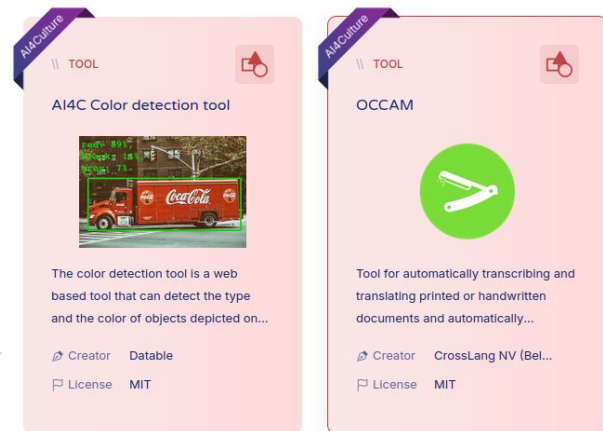 AI4Culture
\\ TOOL
AI4C Color detection tool
red: 89%,
Coca-Cola
The color detection tool is a web
based tool that can detect the type
and the color of objects depicted on...
Creator Datable
License MIT
AI4Culture
\\ TOOL
OCCAM
Tool for automatically transcribing and
translating printed or handwritten
documents and automatically...
Creator CrossLang NV (Bel...
License MIT